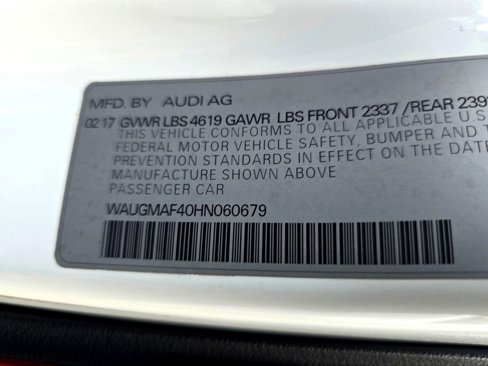 MFD. BY AUDI AG
02 17 GVWR LBS 4619 GAWR LBS FRONT 2337 /REAR
THIS VEHICLE CONFORMS TO ALL APPLICABLE U.S
FEDERAL MOTOR VEHICLE SAFETY, BUMPER AND
PREVENTION STANDARDS IN EFFECT ON THE DATE
MANUFACTURE SHOWN ABOVE.
PASSENGER CAR
WAUGMAF40HN060679